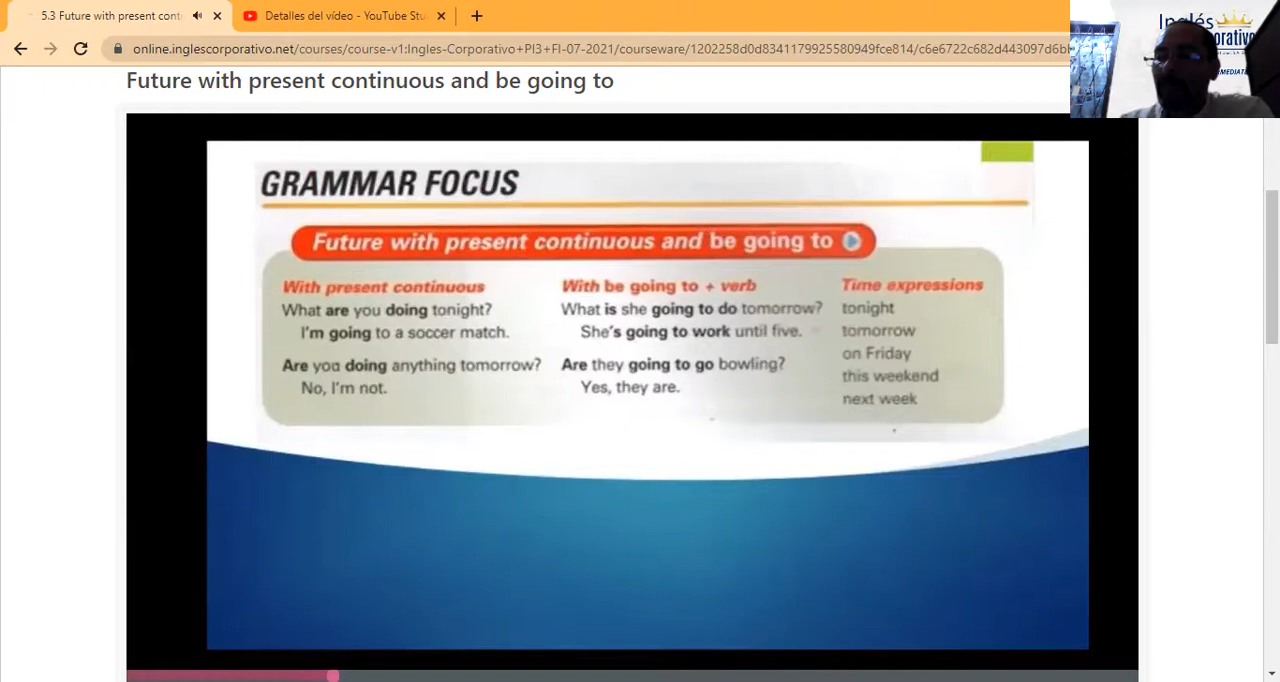 5.3 Future with present cont
Detalles del vídeo - YouTube Stu
online.inglescorporativo.net/courses/course-v1:Ingles-Corporativo+PI3+FI-07-2021/courseware/1202258d0d8341179925580949fce814/c6e6722c682d443097d6b
Inglés
orporativo
Future with present continuous and be going to
GRAMMAR FOCUS
Future with present continuous and be going to
With present continuous
What are you doing tonight?
I'm going to a soccer match.
Are you doing anything tomorrow?
No, I'm not.
With be going to + verb
What is she going to do tomorrow?
She's going to work until five.
Are they going to go bowling?
Yes, they are.
Time expressions
tonight
tomorrow
on Friday
this weekend
next week